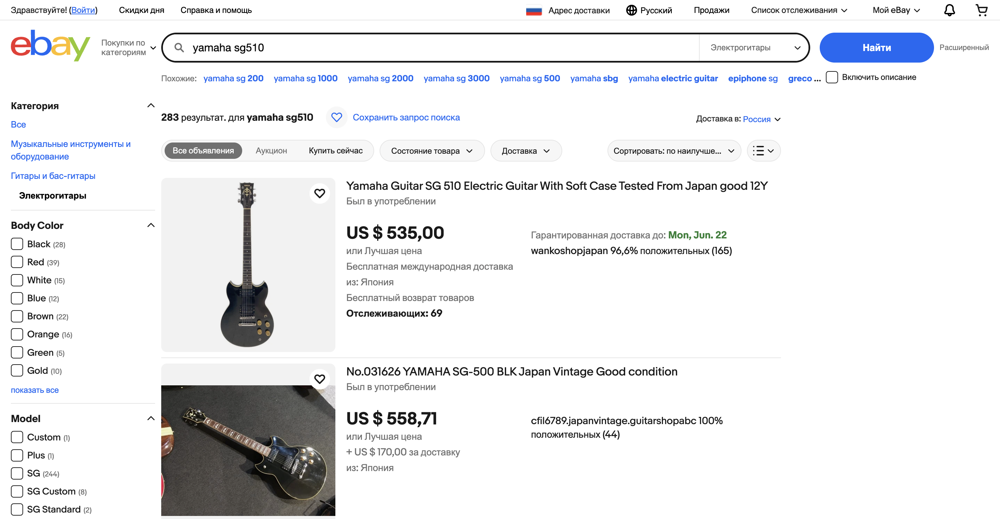 Здравствуйте! (Войти) Скидки дня Справка и помощь Адрес доставки Русский Продажи Список отслеживания Мой eBay
ebay
Покупки по
категориям
yamaha sg510
Электрогитары
Найти
Расширенный
Похожие: yamaha sg 200 yamaha sg 1000 yamaha sg 2000 yamaha sg 3000 yamaha sg 500 yamaha sbg yamaha electric guitar epiphone sg greco ... Включить описание
Категория
Все
Музыкальные инструменты и
оборудование
Гитары и бас-гитары
Электрогитары
Body Color
Black (28)
Red (39)
White (15)
Blue (12)
Brown (22)
Orange (16)
Green (5)
Gold (10)
показать все
Model
Custom (1)
Plus (1)
SG (244)
SG Custom (8)
SG Standard (2)
283 результат. для yamaha sg510 Сохранить запрос поиска
Доставка в: Россия
Все объявления Аукцион Купить сейчас Состояние товара Доставка Сортировать: по наилучше...
Yamaha Guitar SG 510 Electric Guitar With Soft Case Tested From Japan good 12Y
Был в употреблении
US $ 535,00
или Лучшая цена
Бесплатная международная доставка
из: Япония
Бесплатный возврат товаров
Отслеживающих: 69
Гарантированная доставка до: Mon, Jun. 22
wankoshopjapan 96,6% положительных (165)
YAMAHA
No.031626 YAMAHA SG-500 BLK Japan Vintage Good condition
Был в употреблении
US $ 558,71
или Лучшая цена
+ US $ 170,00 за доставку
из: Япония
cfil6789.japanvintage.guitarshopabc 100%
положительных (44)